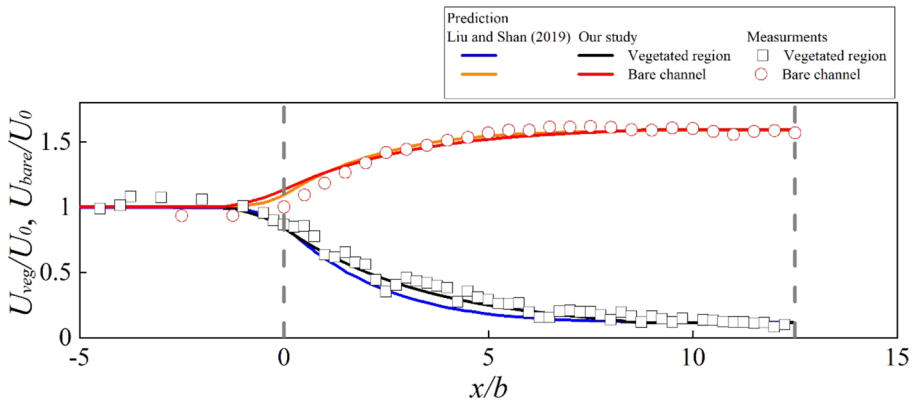 Prediction
Liu and Shan (2019) Our study Measurments
Vegetated region Vegetated region
Bare channel Bare channel
Uveg/U0, Ubare/U0
1.5
1
0.5
0
-5 0 5 10 15
x/b